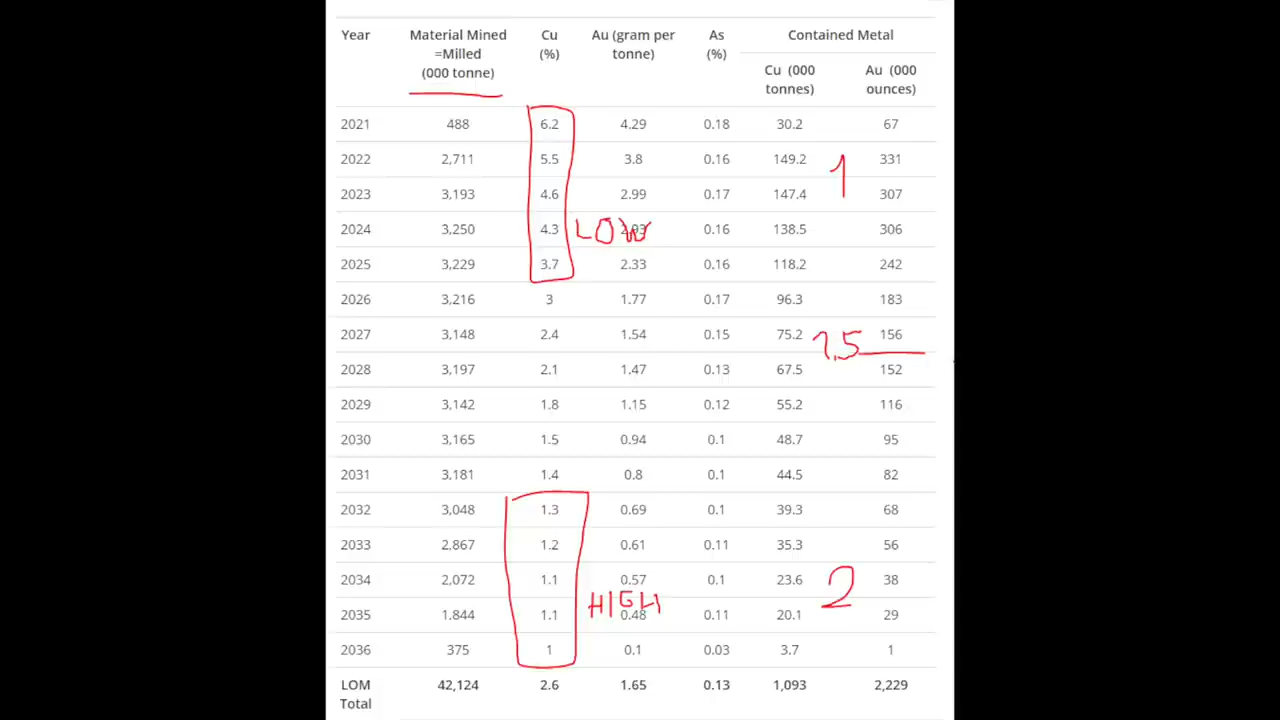 Year Material Mined =Milled (000 tonne) Cu (%) Au (gram per tonne) As (%) Contained Metal
Cu (000 tonnes) Au (000 ounces)
2021 488 6.2 4.29 0.18 30.2 67
2022 2,711 5.5 3.8 0.16 149.2 1 331
2023 3,193 4.6 2.99 0.17 147.4 307
2024 3,250 4.3 LOW 2.93 0.16 138.5 306
2025 3,229 3.7 2.33 0.16 118.2 242
2026 3,216 3 1.77 0.17 96.3 183
2027 3,148 2.4 1.54 0.15 75.2 1,5 156
2028 3,197 2.1 1.47 0.13 67.5 152
2029 3,142 1.8 1.15 0.12 55.2 116
2030 3,165 1.5 0.94 0.1 48.7 95
2031 3,181 1.4 0.8 0.1 44.5 82
2032 3,048 1.3 0.69 0.1 39.3 68
2033 2,867 1.2 0.61 0.11 35.3 56
2034 2,072 1.1 0.57 0.1 23.6 2 38
2035 1.844 1.1 HIGH 0.48 0.11 20.1 29
2036 375 1 0.1 0.03 3.7 1
LOM Total 42,124 2.6 1.65 0.13 1,093 2,229